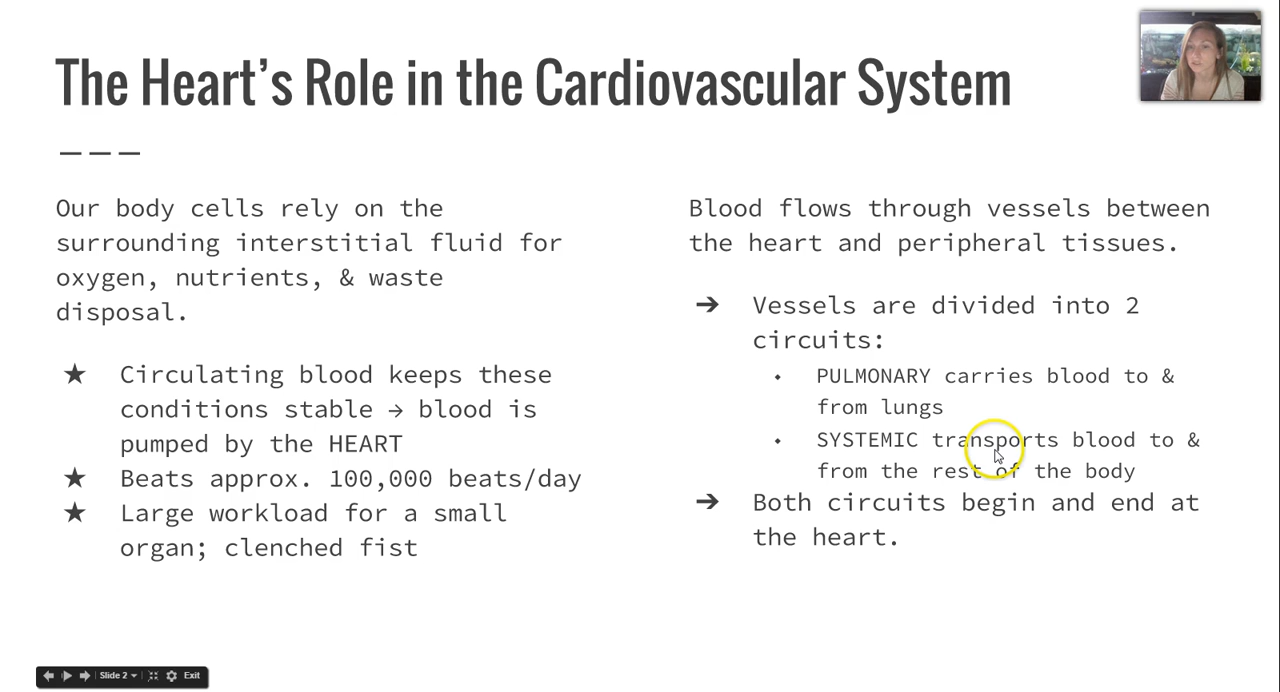 The Heart’s Role in the Cardiovascular System
Our body cells rely on the
surrounding interstitial fluid for
oxygen, nutrients, & waste
disposal.
★ Circulating blood keeps these
conditions stable → blood is
pumped by the HEART
★ Beats approx. 100,000 beats/day
★ Large workload for a small
organ; clenched fist
Blood flows through vessels between
the heart and peripheral tissues.
➔ Vessels are divided into 2
circuits:
⬩ PULMONARY carries blood to &
from lungs
⬩ SYSTEMIC transports blood to &
from the rest of the body
➔ Both circuits begin and end at
the heart.
Slide 2
Exit